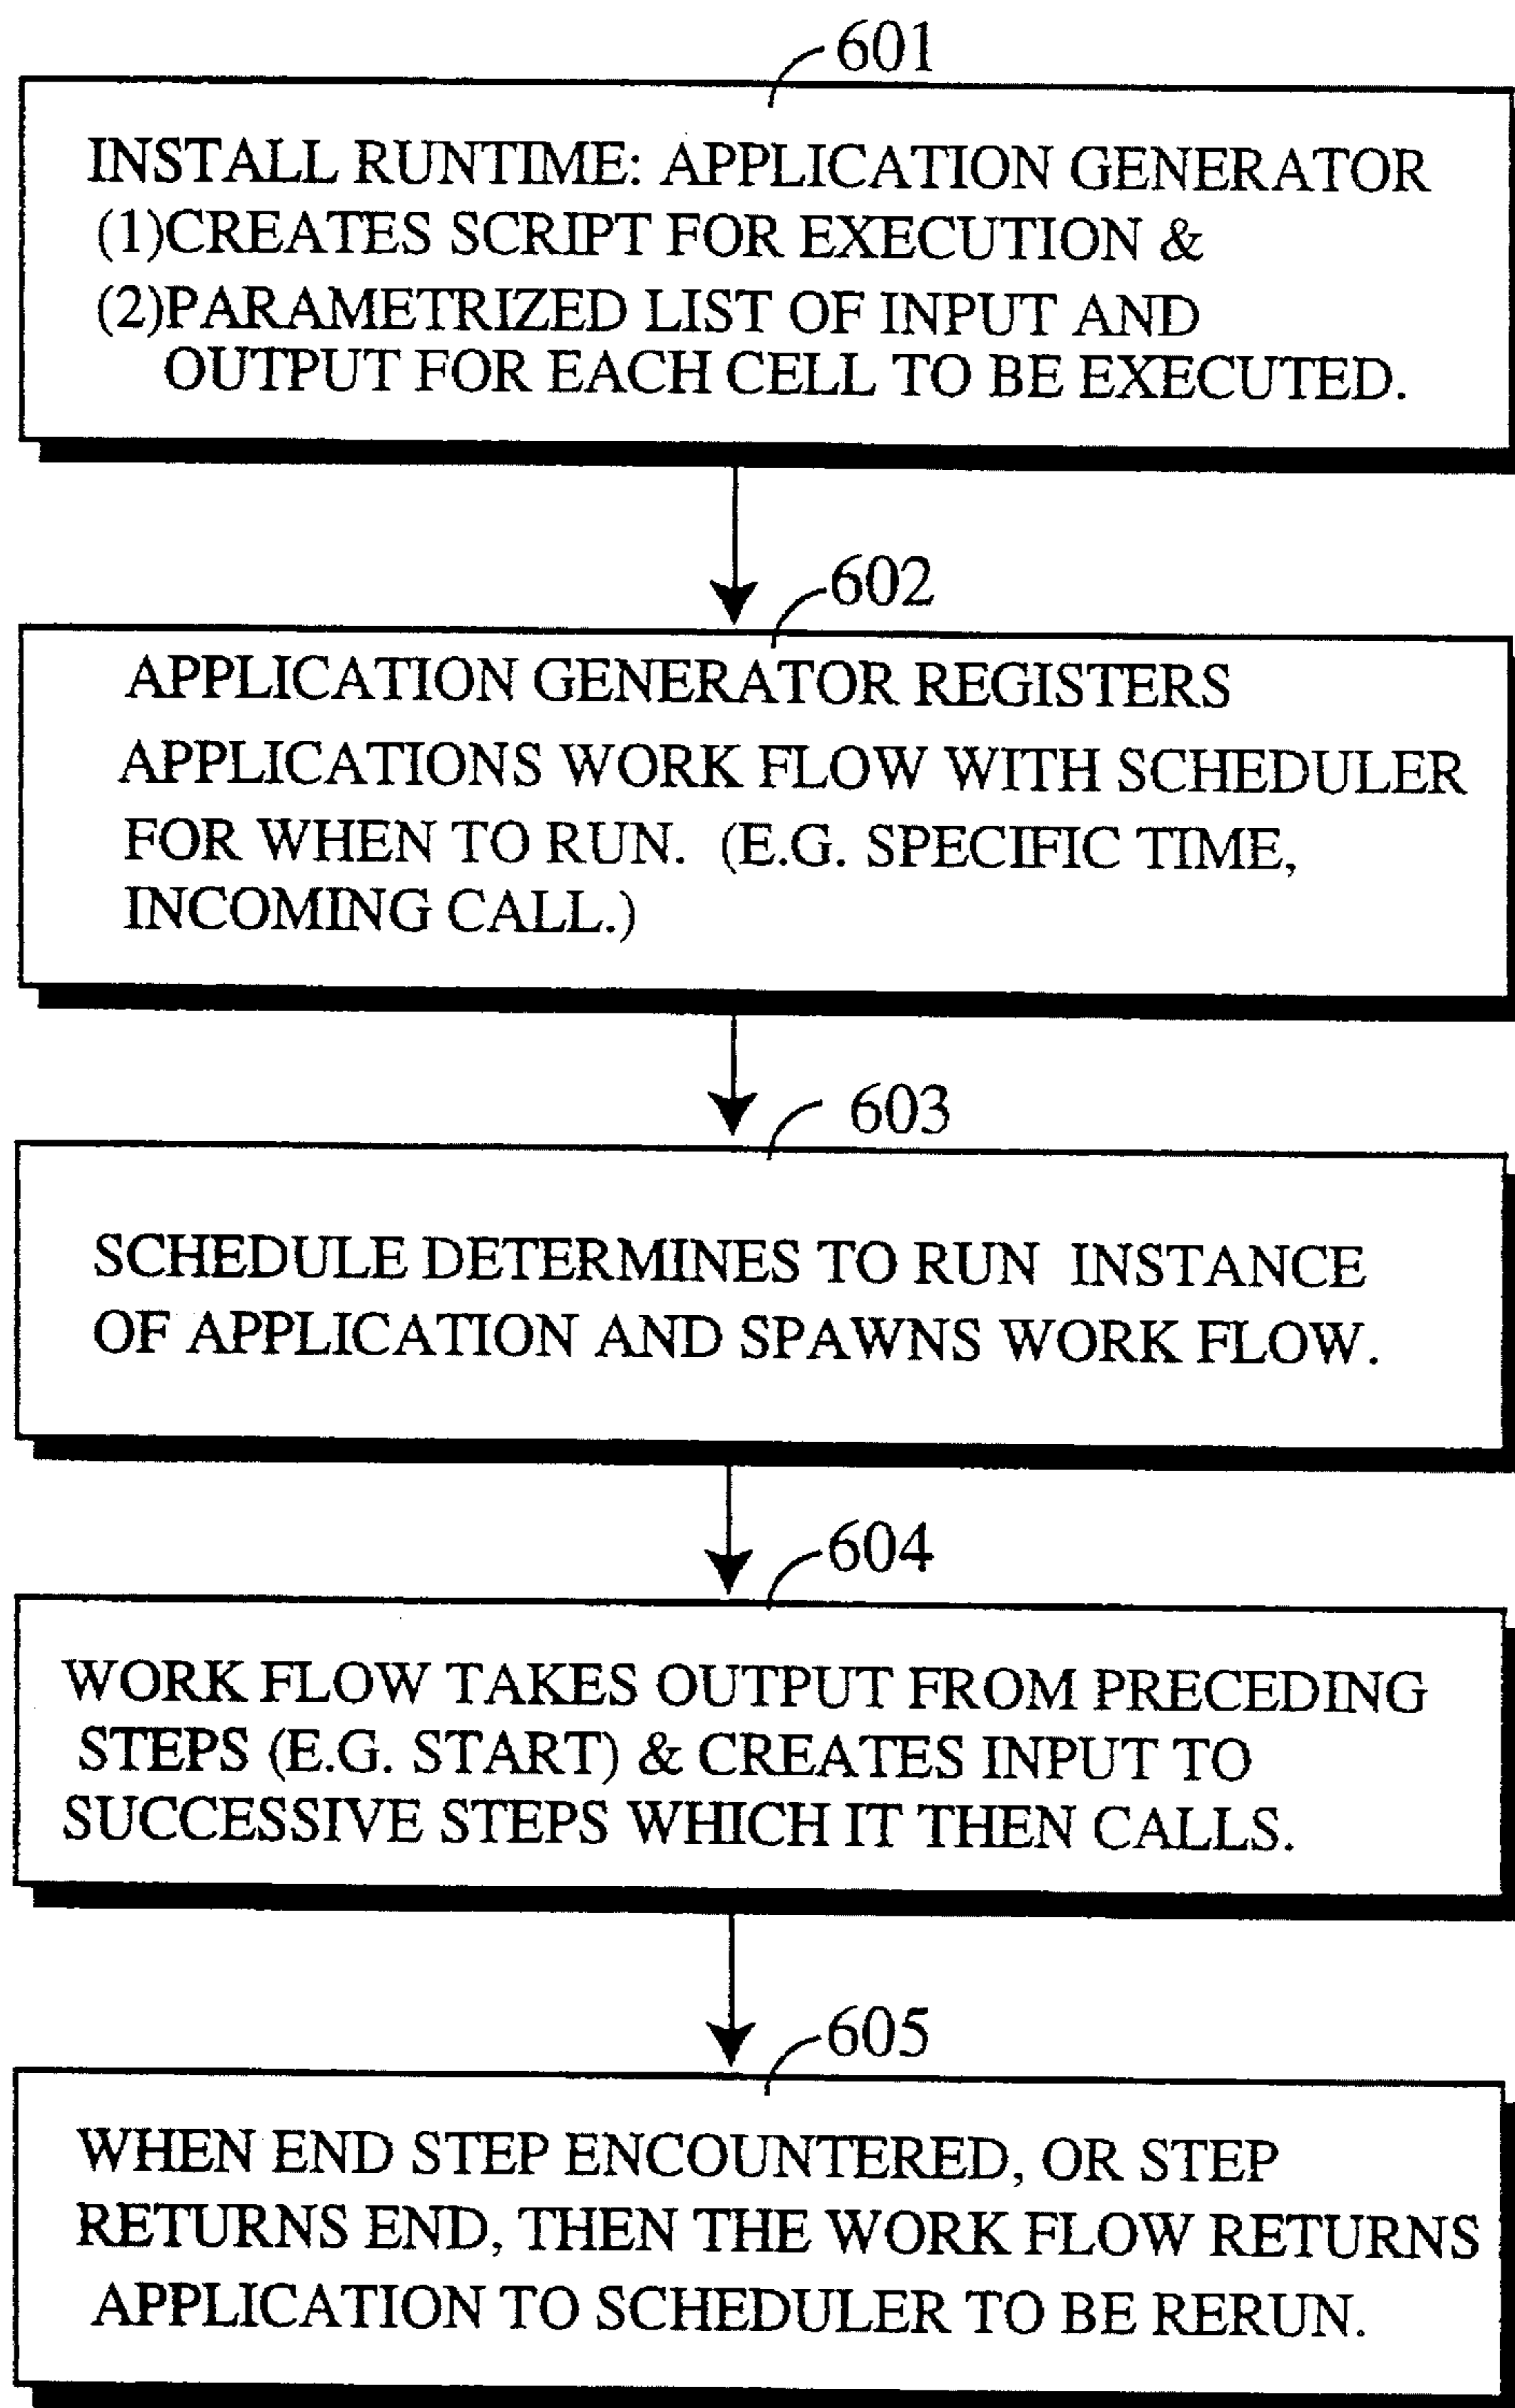 601
INSTALL RUNTIME: APPLICATION GENERATOR
(1)CREATES SCRIPT FOR EXECUTION &
(2)PARAMETRIZED LIST OF INPUT AND
OUTPUT FOR EACH CELL TO BE EXECUTED.
602
APPLICATION GENERATOR REGISTERS
APPLICATIONS WORK FLOW WITH SCHEDULER
FOR WHEN TO RUN. (E.G. SPECIFIC TIME,
INCOMING CALL.)
603
SCHEDULE DETERMINES TO RUN INSTANCE
OF APPLICATION AND SPAWNS WORK FLOW.
604
WORK FLOW TAKES OUTPUT FROM PRECEDING
STEPS (E.G. START) & CREATES INPUT TO
SUCCESSIVE STEPS WHICH IT THEN CALLS.
605
WHEN END STEP ENCOUNTERED, OR STEP
RETURNS END, THEN THE WORK FLOW RETURNS
APPLICATION TO SCHEDULER TO BE RERUN.